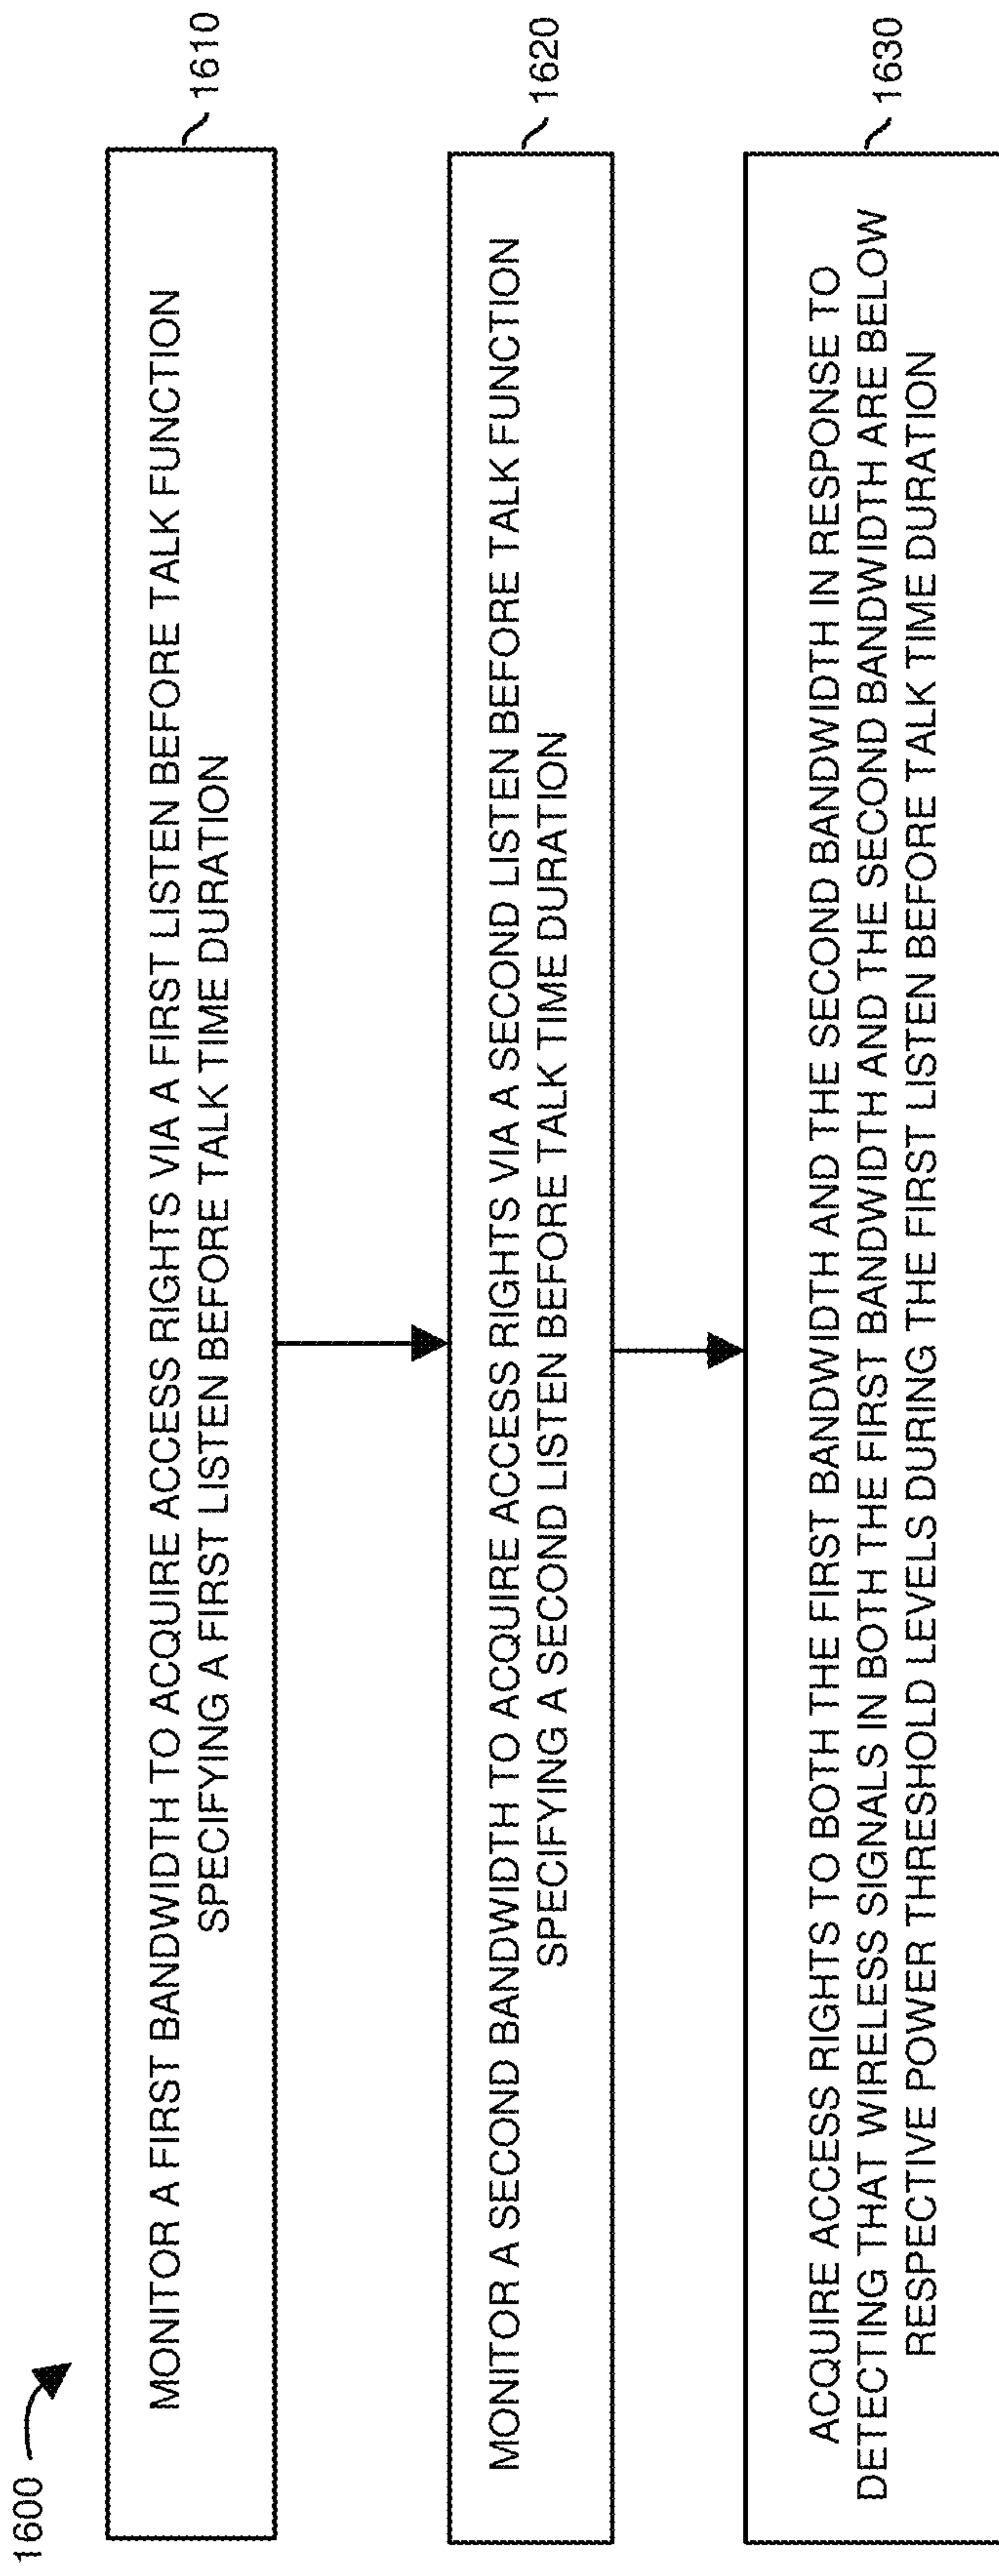 1600
MONITOR A FIRST BANDWIDTH TO ACQUIRE ACCESS RIGHTS VIA A FIRST LISTEN BEFORE TALK FUNCTION
SPECIFYING A FIRST LISTEN BEFORE TALK TIME DURATION
1610
MONITOR A SECOND BANDWIDTH TO ACQUIRE ACCESS RIGHTS VIA A SECOND LISTEN BEFORE TALK FUNCTION
SPECIFYING A SECOND LISTEN BEFORE TALK TIME DURATION
1620
ACQUIRE ACCESS RIGHTS TO BOTH THE FIRST BANDWIDTH AND THE SECOND BANDWIDTH IN RESPONSE TO
DETECTING THAT WIRELESS SIGNALS IN BOTH THE FIRST BANDWIDTH AND THE SECOND BANDWIDTH ARE BELOW
RESPECTIVE POWER THRESHOLD LEVELS DURING THE FIRST LISTEN BEFORE TALK TIME DURATION
1630